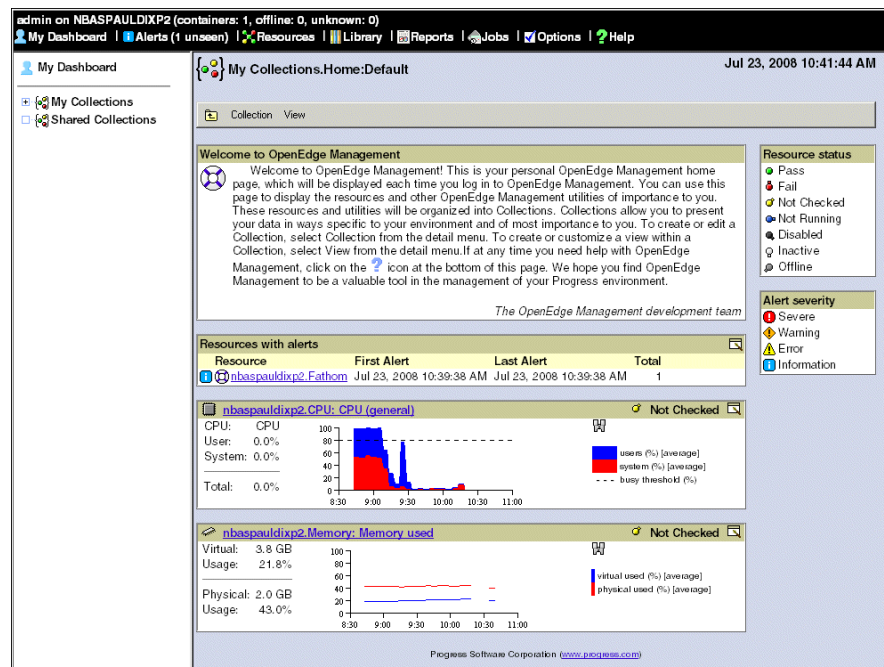 admin on NBASPAULDIXP2 (containers: 1, offline: 0, unknown: 0)
My Dashboard | Alerts (1 unseen) | Resources | Library | Reports | Jobs | Options | Help
My Dashboard
My Collections
Shared Collections
My Collections.Home:Default
Jul 23, 2008 10:41:44 AM
Collection View
Welcome to OpenEdge Management
Welcome to OpenEdge Management! This is your personal OpenEdge Management home
page, which will be displayed each time you log in to OpenEdge Management. You can use this
page to display the resources and other OpenEdge Management utilities of importance to you.
These resources and utilities will be organized into Collections. Collections allow you to present
your data in ways specific to your environment and of most importance to you. To create or edit a
Collection, select Collection from the detail menu. To create or customize a view within a
Collection, select View from the detail menu.If at any time you need help with OpenEdge
Management, click on the ? icon at the bottom of this page. We hope you find OpenEdge
Management to be a valuable tool in the management of your Progress environment.
The OpenEdge Management development team
Resource status
Pass
Fail
Not Checked
Not Running
Disabled
Inactive
Offline
Alert severity
Severe
Warning
Error
Information
Resources with alerts
Resource First Alert Last Alert Total
nbaspauldixp2.Fathom Jul 23, 2008 10:39:38 AM Jul 23, 2008 10:39:38 AM 1
nbaspauldixp2.CPU: CPU (general) Not Checked
CPU: CPU
User: 0.0%
System: 0.0%
Total: 0.0%
100
80
60
40
20
0
8:30 9:00 9:30 10:00 10:30 11:00
users (%) [average]
system (%) [average]
busy threshold (%)
nbaspauldixp2.Memory: Memory used Not Checked
Virtual: 3.8 GB
Usage: 21.8%
Physical: 2.0 GB
Usage: 43.0%
100
80
60
40
20
0
8:30 9:00 9:30 10:00 10:30 11:00
virtual used (%) [average]
physical used (%) [average]
Progress Software Corporation (www.progress.com)